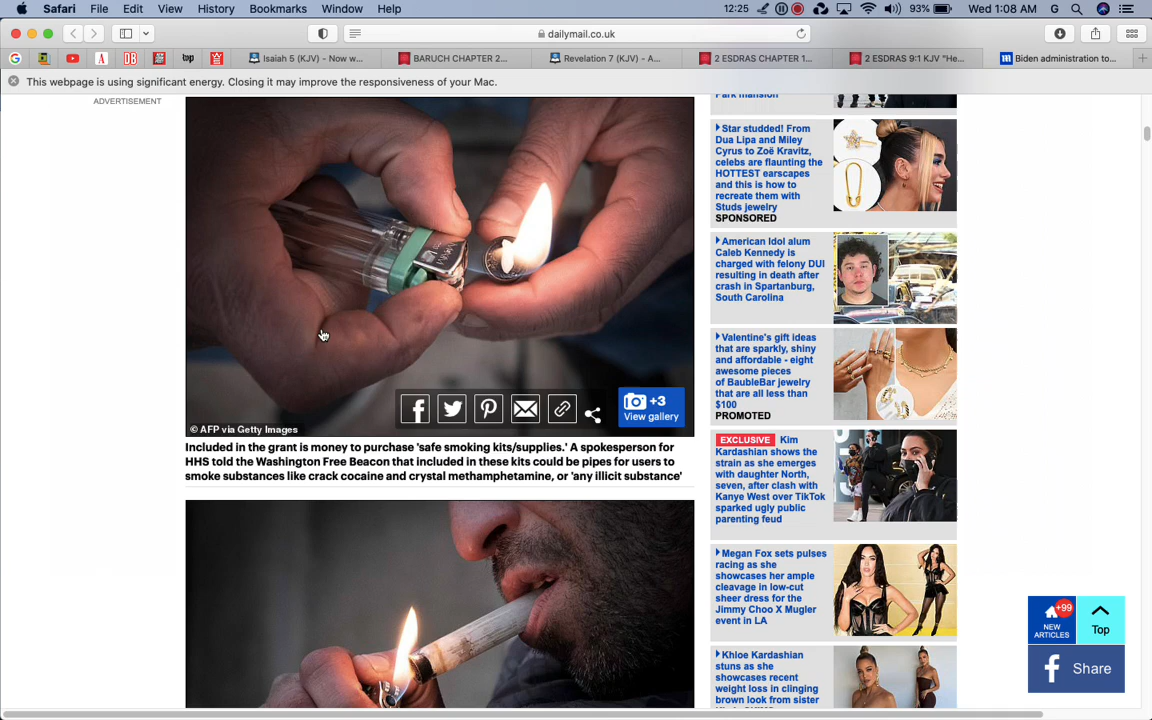 Safari File Edit View History Bookmarks Window Help 12:25 93% Wed 1:08 AM G
dailymail.co.uk
Isaiah 5 (KJV) - Now w... BARUCH CHAPTER 2... Revelation 7 (KJV) - A... 2 ESDRAS CHAPTER 1... 2 ESDRAS 9:1 KJV "He... Biden administration to...
This webpage is using significant energy. Closing it may improve the responsiveness of your Mac.
ADVERTISEMENT
+3
View gallery
© AFP via Getty Images
Included in the grant is money to purchase 'safe smoking kits/supplies.' A spokesperson for
HHS told the Washington Free Beacon that included in these kits could be pipes for users to
smoke substances like crack cocaine and crystal methamphetamine, or 'any illicit substance'
Park mansion
Star studded! From
Dua Lipa and Miley
Cyrus to Zoë Kravitz,
celebs are flaunting the
HOTTEST earscapes
and this is how to
recreate them with
Studs jewelry
SPONSORED
American Idol alum
Caleb Kennedy is
charged with felony DUI
resulting in death after
crash in Spartanburg,
South Carolina
Valentine's gift ideas
that are sparkly, shiny
and affordable - eight
awesome pieces
of BaubleBar jewelry
that are all less than
$100
PROMOTED
EXCLUSIVE Kim
Kardashian shows the
strain as she emerges
with daughter North,
seven, after clash with
Kanye West over TikTok
sparked ugly public
parenting feud
Megan Fox sets pulses
racing as she
showcases her ample
cleavage in low-cut
sheer dress for the
Jimmy Choo X Mugler
event in LA
Khloe Kardashian
stuns as she
showcases recent
weight loss in clinging
brown look from sister
+99
NEW
ARTICLES
Top
Share